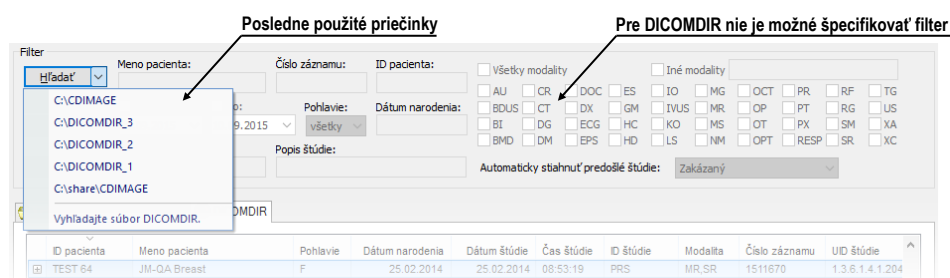 Posledne použité priečinky
Pre DICOMDIR nie je možné špecifikovať filter
Filter
Hľadať
Meno pacienta:
Číslo záznamu:
ID pacienta:
Všetky modality
Iné modality
C:\CDIMAGE
C:\DICOMDIR_3
C:\DICOMDIR_2
C:\DICOMDIR_1
C:\share\CDIMAGE
Vyhľadajte súbor DICOMDIR.
o:
Pohlavie:
Dátum narodenia:
9.2015
všetky
Popis štúdie:
AU CR DOC ES IO MG OCT PR RF TG
BDUS CT DX GM IVUS MR OP PT RG US
BI DG ECG HC KO MS OT PX SM XA
BMD DM EPS HD LS NM OPT RESP SR XC
Automaticky stiahnuť predošlé štúdie:
Zakázaný
OMDIR
ID pacienta Meno pacienta Pohlavie Dátum narodenia Dátum štúdie Čas štúdie ID štúdie Modalita Číslo záznamu UID štúdie
TEST 64 JM-QA Breast F 25.02.2014 25.02.2014 08:53:19 PRS MR,SR 1511670 1.3.6.1.4.1.204